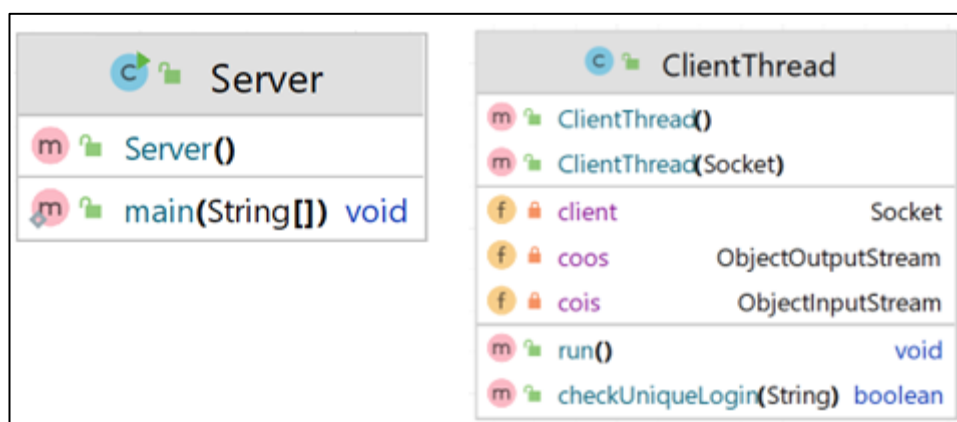 Server
Server()
main(String[]) void
ClientThread
ClientThread()
ClientThread(Socket)
client Socket
coos ObjectOutputStream
cois ObjectInputStream
run() void
checkUniqueLogin(String) boolean